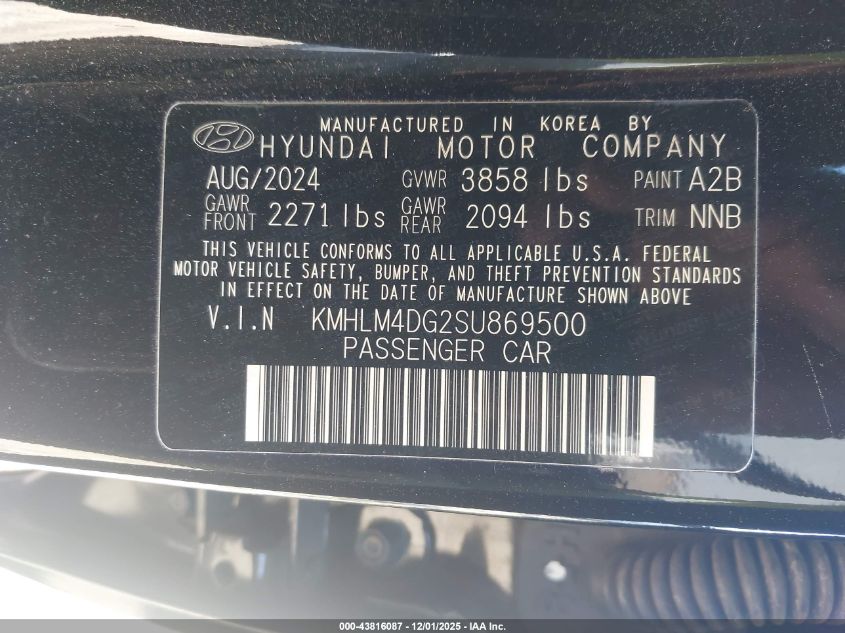 MANUFACTURED IN KOREA BY
HYUNDAI MOTOR COMPANY
AUG/2024 GVWR 3858 lbs PAINT A2B
GAWR FRONT 2271 lbs GAWR REAR 2094 lbs TRIM NNB
THIS VEHICLE CONFORMS TO ALL APPLICABLE U.S.A. FEDERAL
MOTOR VEHICLE SAFETY, BUMPER, AND THEFT PREVENTION STANDARDS
IN EFFECT ON THE DATE OF MANUFACTURE SHOWN ABOVE
V.I.N KMHLM4DG2SU869500
PASSENGER CAR
000-43816087 - 12/01/2025 - IAA Inc.